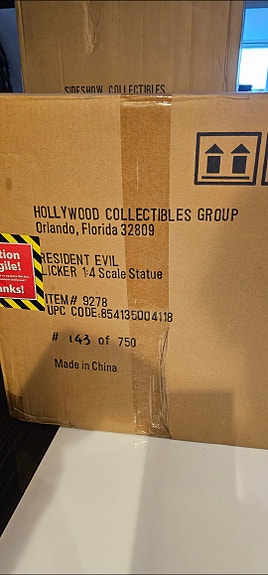 SIDESHOW COLLECTIBLES
HOLLYWOOD COLLECTIBLES GROUP
Orlando, Florida 32809
RESIDENT EVIL
LICKER 1:4 Scale Statue
ITEM# 9278
UPC CODE:854135004118
# 143 of 750
Made in China
tion
gile!
anks!